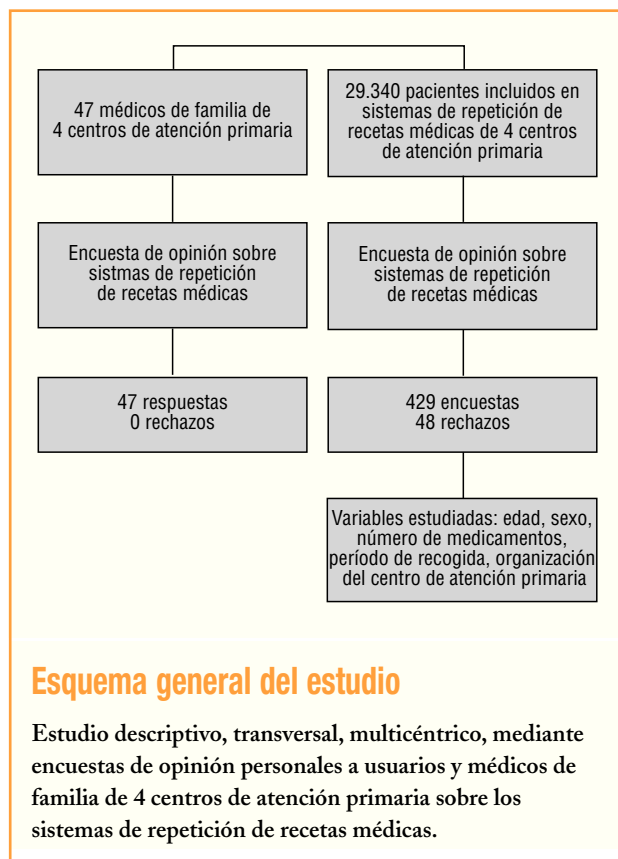 47 médicos de familia de
4 centros de atención primaria
29.340 pacientes incluidos en
sistemas de repetición de
recetas médicas de 4 centros
de atención primaria
Encuesta de opinión sobre
sistmas de repetición
de recetas médicas
Encuesta de opinión sobre
sistemas de repetición
de recetas médicas
47 respuestas
0 rechazos
429 encuestas
48 rechazos
Variables estudiadas: edad, sexo,
número de medicamentos,
período de recogida, organización
del centro de atención primaria
Esquema general del estudio
Estudio descriptivo, transversal, multicéntrico, mediante
encuestas de opinión personales a usuarios y médicos de
familia de 4 centros de atención primaria sobre los
sistemas de repetición de recetas médicas.